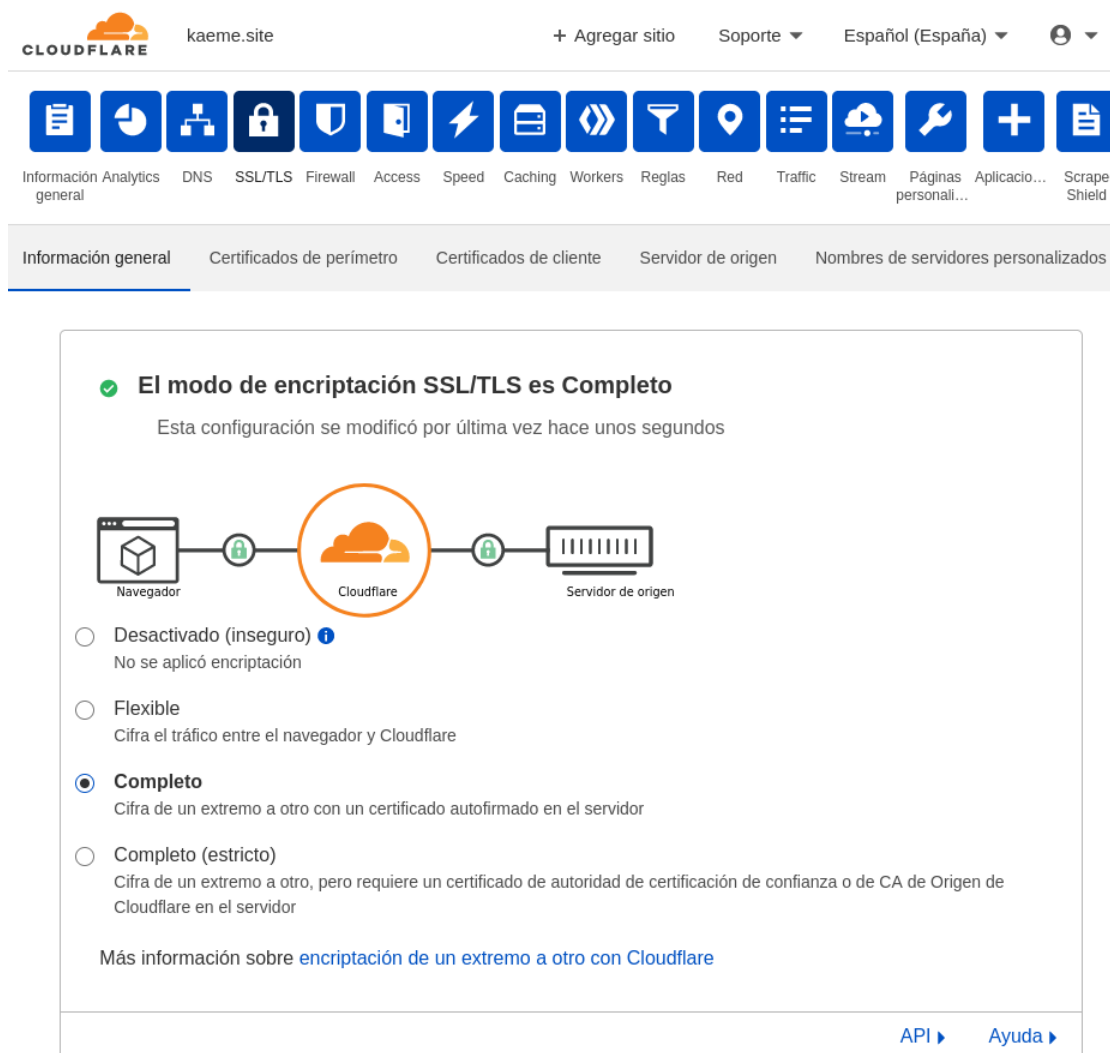 CLOUDFLARE
kaeme.site
+ Agregar sitio
Soporte
Español (España)
Información general
Analytics
DNS
SSL/TLS
Firewall
Access
Speed
Caching
Workers
Reglas
Red
Traffic
Stream
Páginas personali…
Aplicacio…
Scrape Shield
Información general
Certificados de perímetro
Certificados de cliente
Servidor de origen
Nombres de servidores personalizados
El modo de encriptación SSL/TLS es Completo
Esta configuración se modificó por última vez hace unos segundos
Navegador
Cloudflare
Servidor de origen
Desactivado (inseguro)
No se aplicó encriptación
Flexible
Cifra el tráfico entre el navegador y Cloudflare
Completo
Cifra de un extremo a otro con un certificado autofirmado en el servidor
Completo (estricto)
Cifra de un extremo a otro, pero requiere un certificado de autoridad de certificación de confianza o de CA de Origen de
Cloudflare en el servidor
Más información sobre encriptación de un extremo a otro con Cloudflare
API
Ayuda